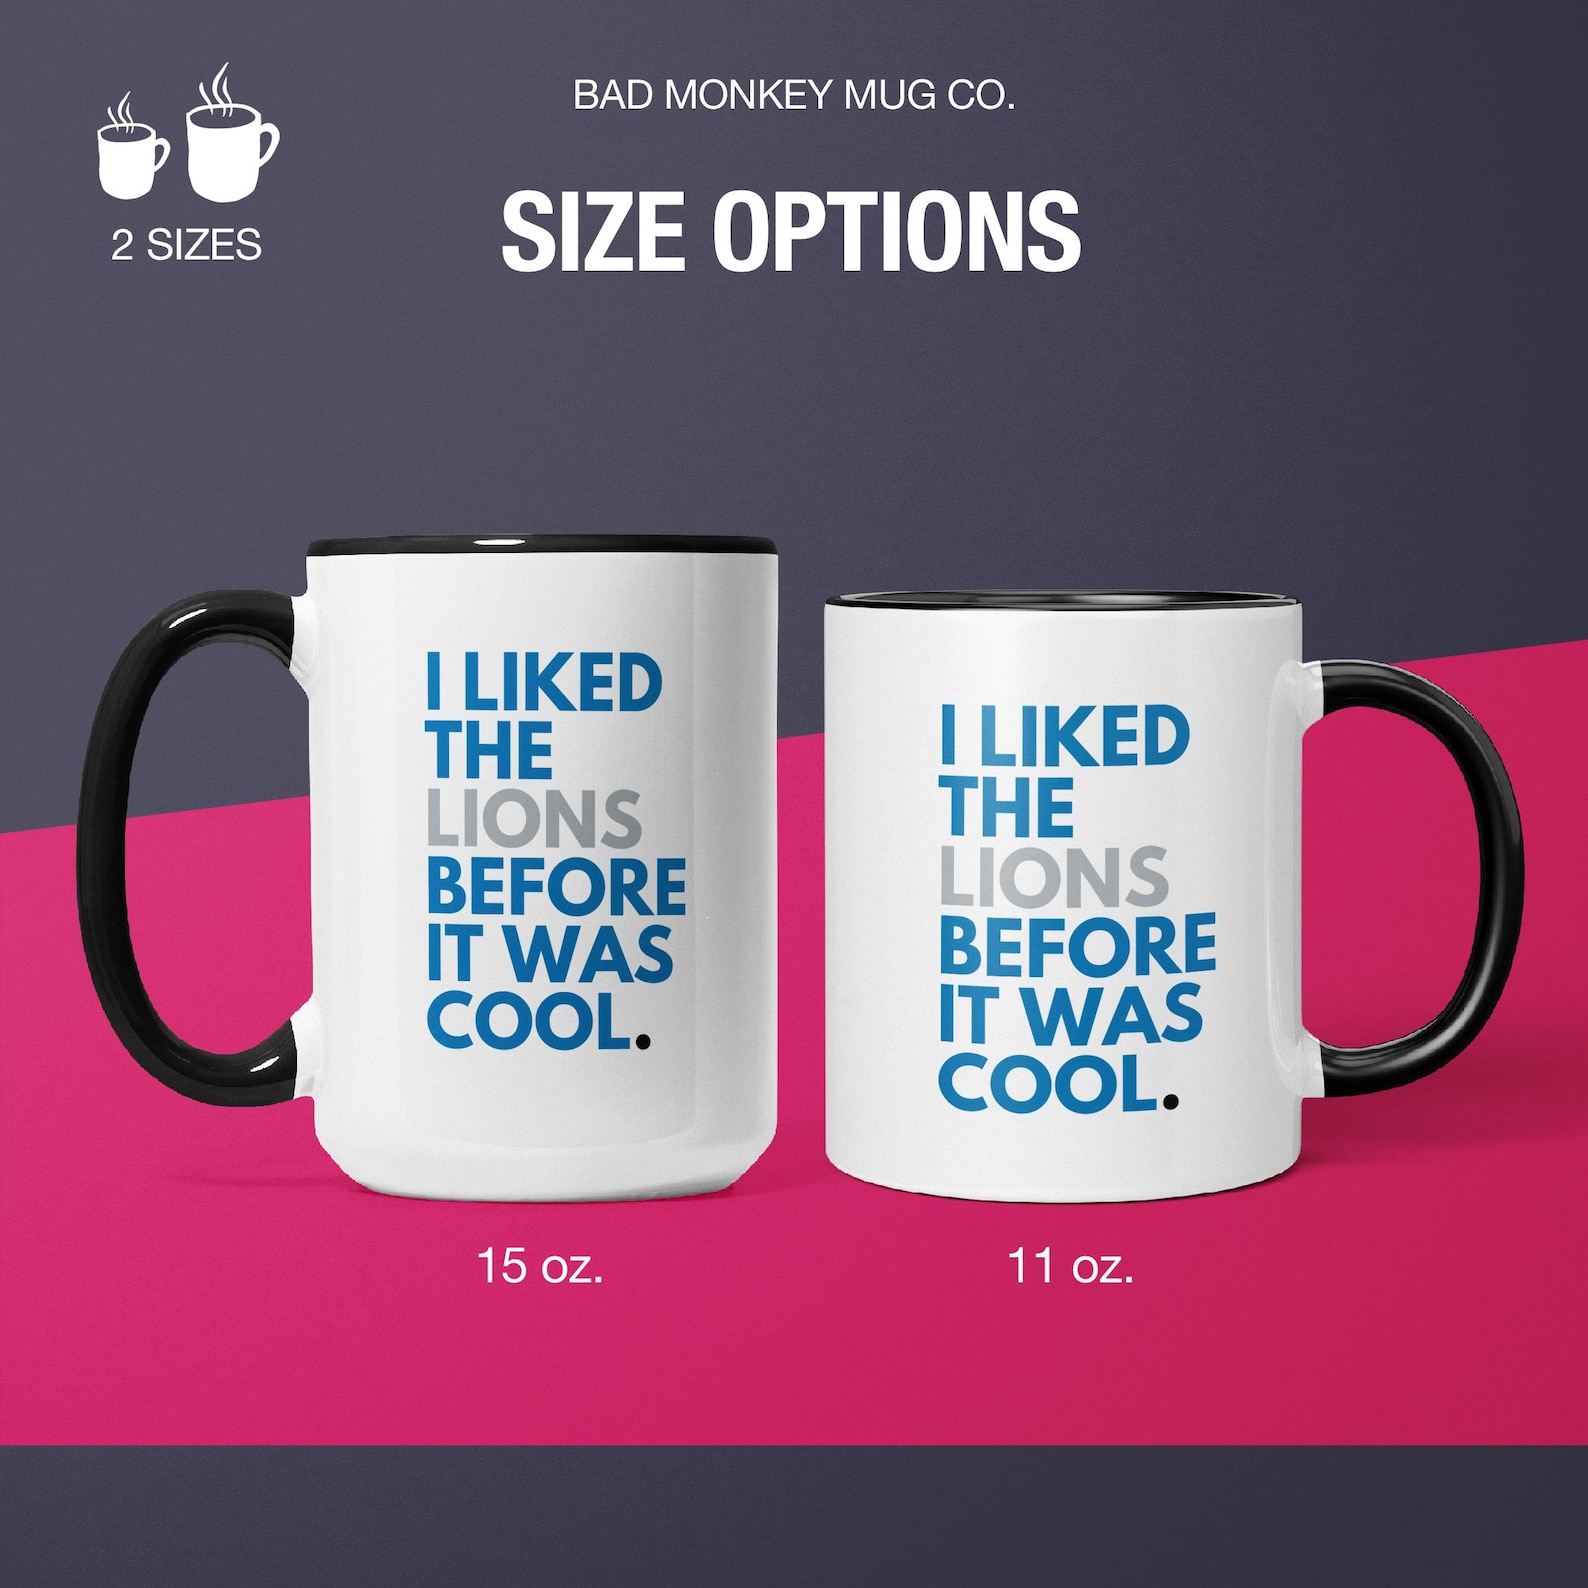 BAD MONKEY MUG CO.
2 SIZES
SIZE OPTIONS
I LIKED
THE
LIONS
BEFORE
IT WAS
COOL.
I LIKED
THE
LIONS
BEFORE
IT WAS
COOL.
15 oz.
11 oz.